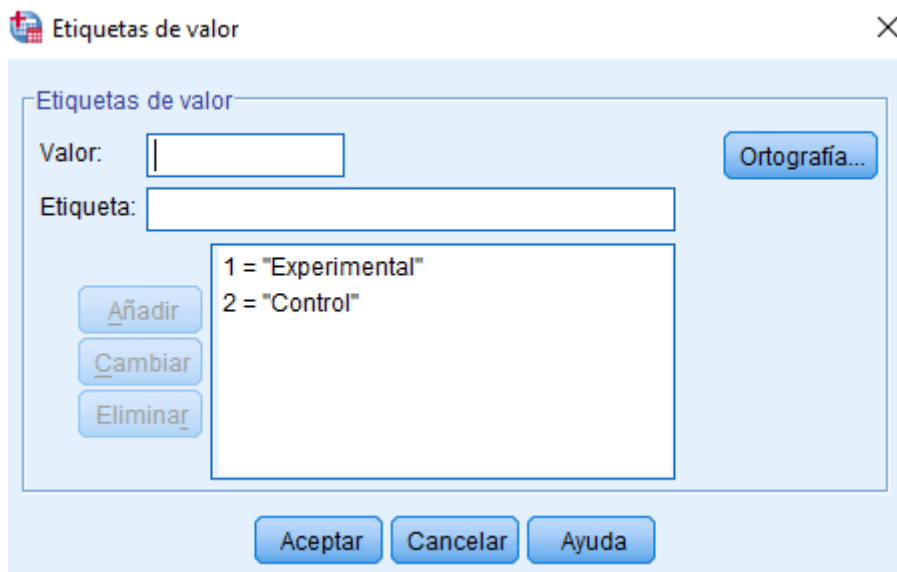 Etiquetas de valor
Etiquetas de valor
Valor:
Ortografía...
Etiqueta:
1 = "Experimental"
2 = "Control"
Añadir
Cambiar
Eliminar
Aceptar Cancelar Ayuda